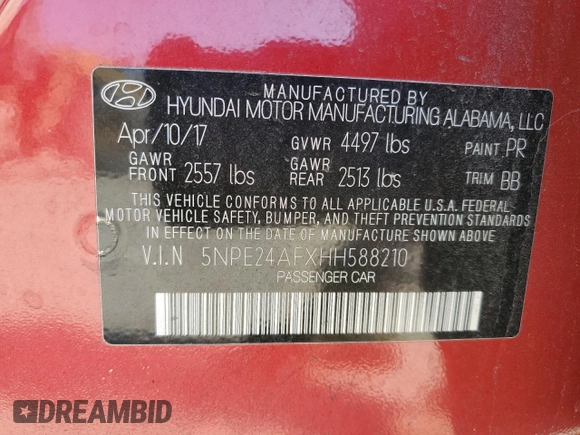 MANUFACTURED BY
HYUNDAI MOTOR MANUFACTURING ALABAMA, LLC
Apr/10/17 GVWR 4497 lbs PAINT PR
GAWR FRONT 2557 lbs GAWR REAR 2513 lbs TRIM BB
THIS VEHICLE CONFORMS TO ALL APPLICABLE U.S.A. FEDERAL
MOTOR VEHICLE SAFETY, BUMPER, AND THEFT PREVENTION STANDARDS
IN EFFECT ON THE DATE OF MANUFACTURE SHOWN ABOVE.
V.I.N 5NPE24AFXHH588210
PASSENGER CAR
DREAMBID